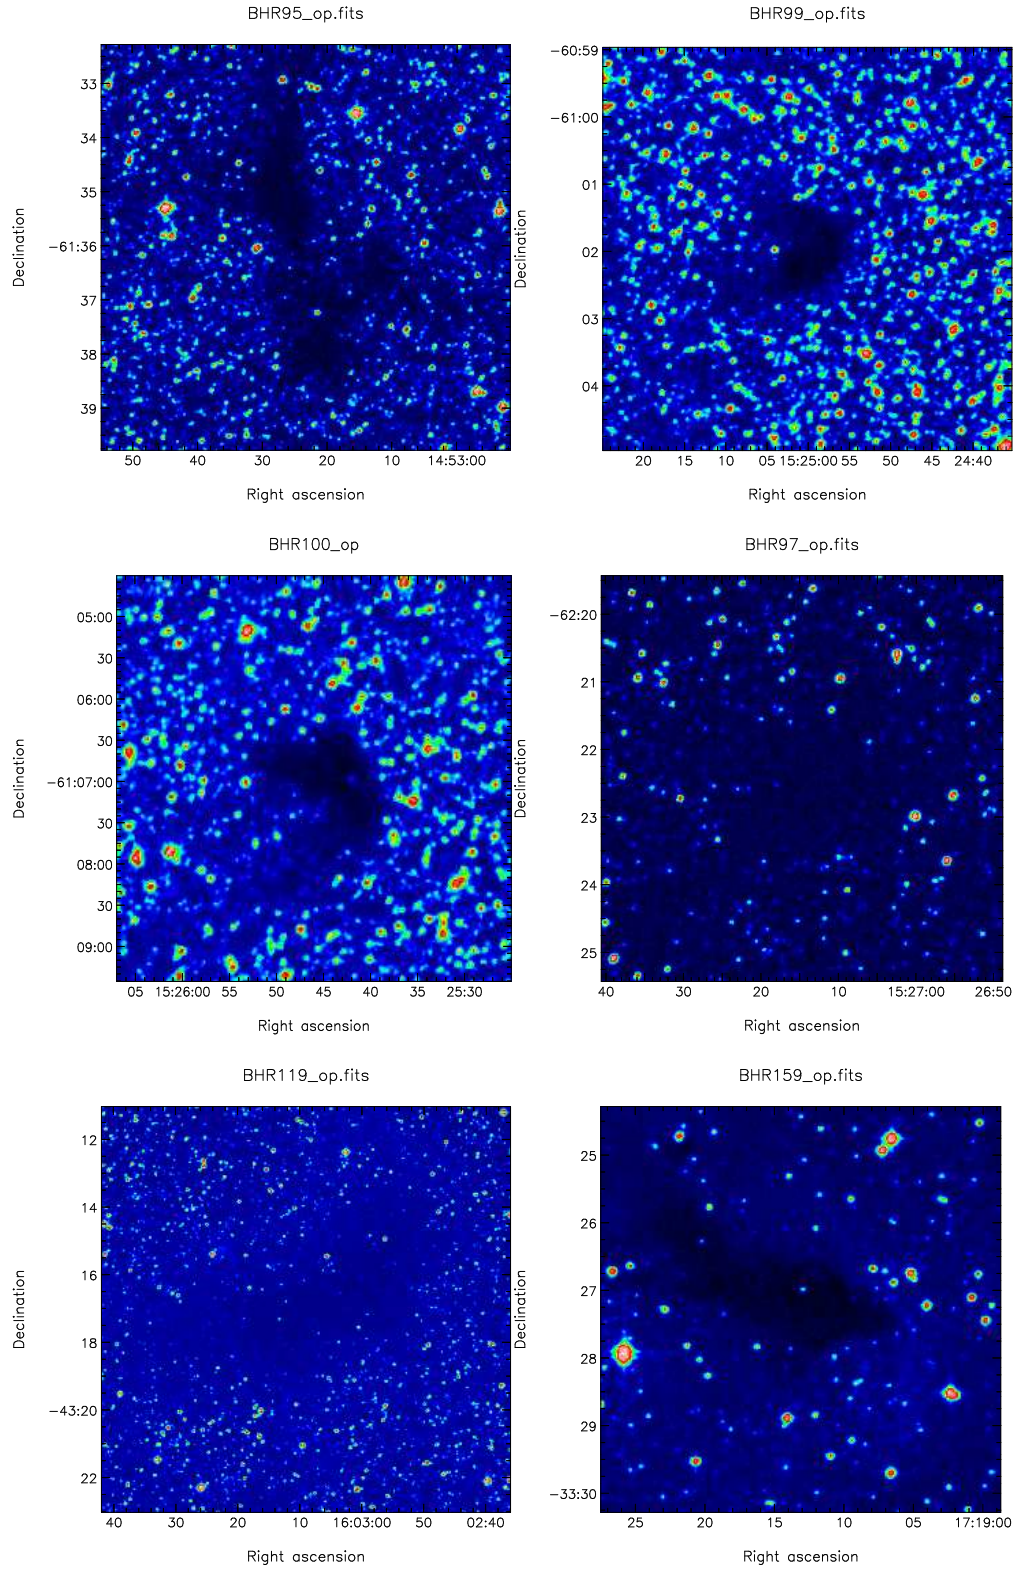 BHR95_op.fits
33
34
35
−61:36
37
38
39
Declination
50 40 30 20 10 14:53:00
Right ascension
BHR99_op.fits
−60:59
−61:00
01
02
03
04
Declination
20 15 10 05 15:25:00 55 50 45 24:40
Right ascension
BHR100_op
05:00
30
06:00
30
−61:07:00
30
08:00
30
09:00
Declination
05 15:26:00 55 50 45 40 35 25:30
Right ascension
BHR97_op.fits
−62:20
21
22
23
24
25
Declination
40 30 20 10 15:27:00 26:50
Right ascension
BHR119_op.fits
12
14
16
18
−43:20
22
Declination
40 30 20 10 16:03:00 50 02:40
Right ascension
BHR159_op.fits
25
26
27
28
29
−33:30
Declination
25 20 15 10 05 17:19:00
Right ascension